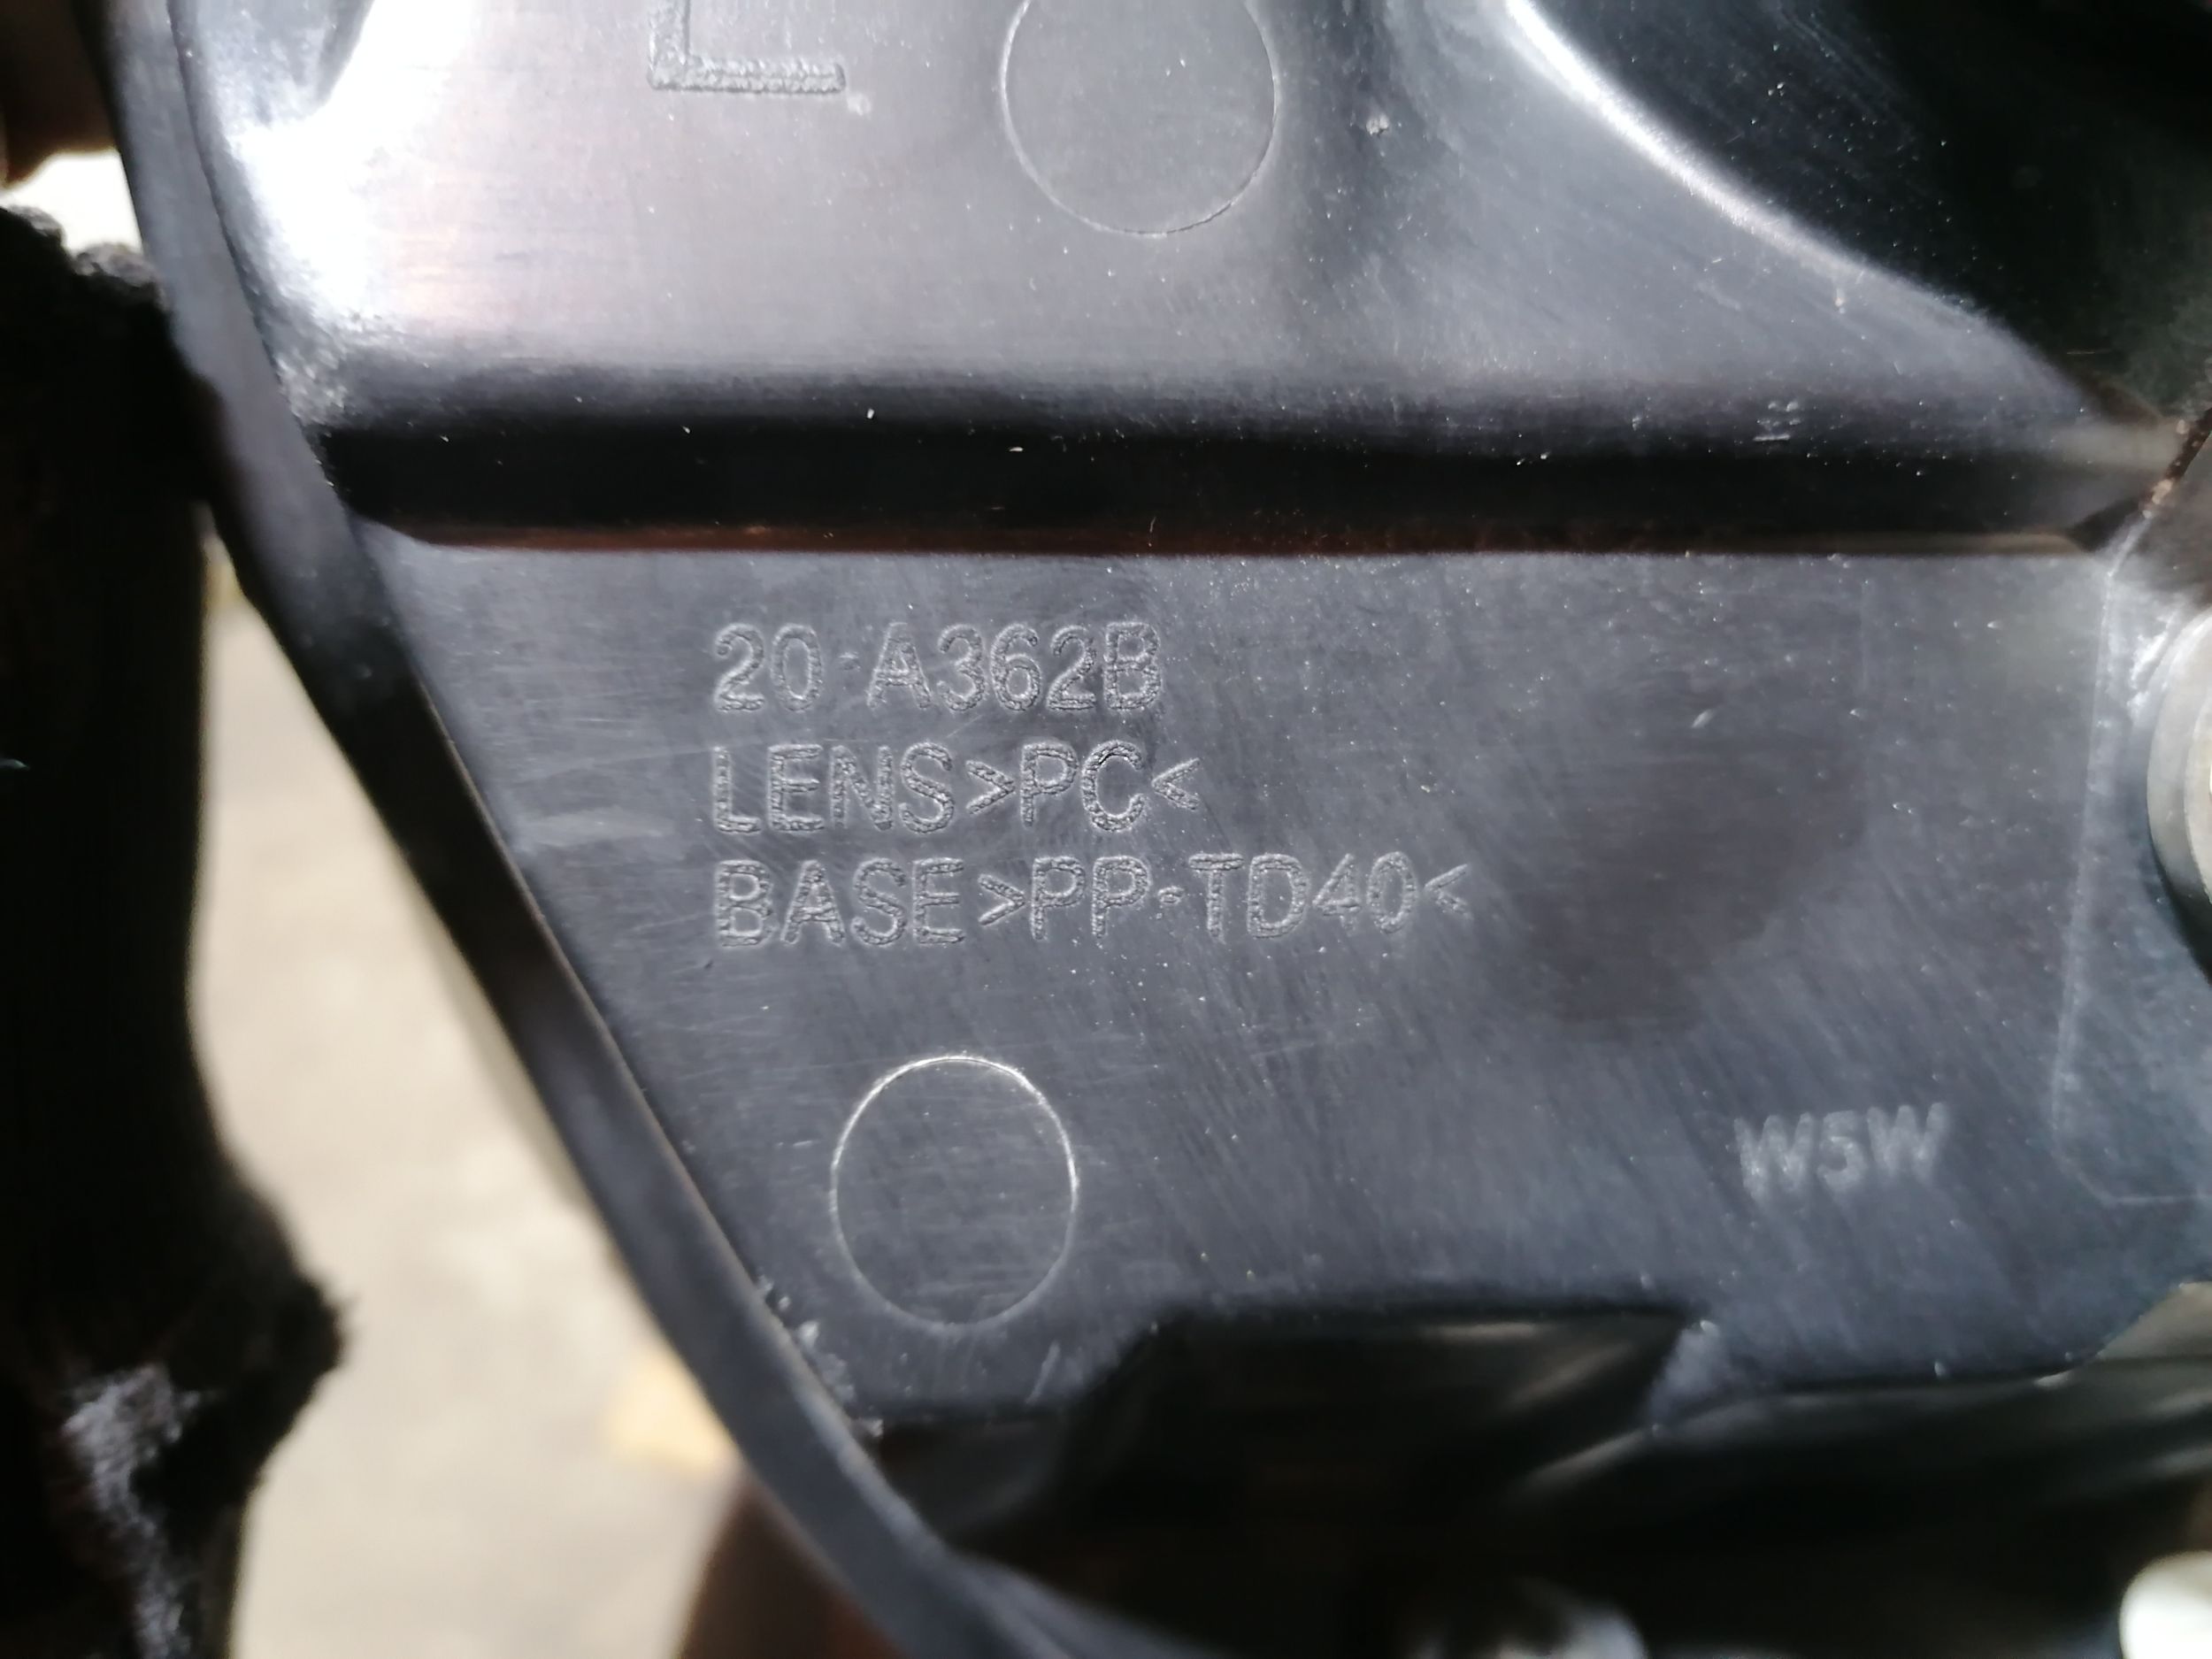 L
20-A362B
LENS>PC<
BASE>PP-TD40<
W5W